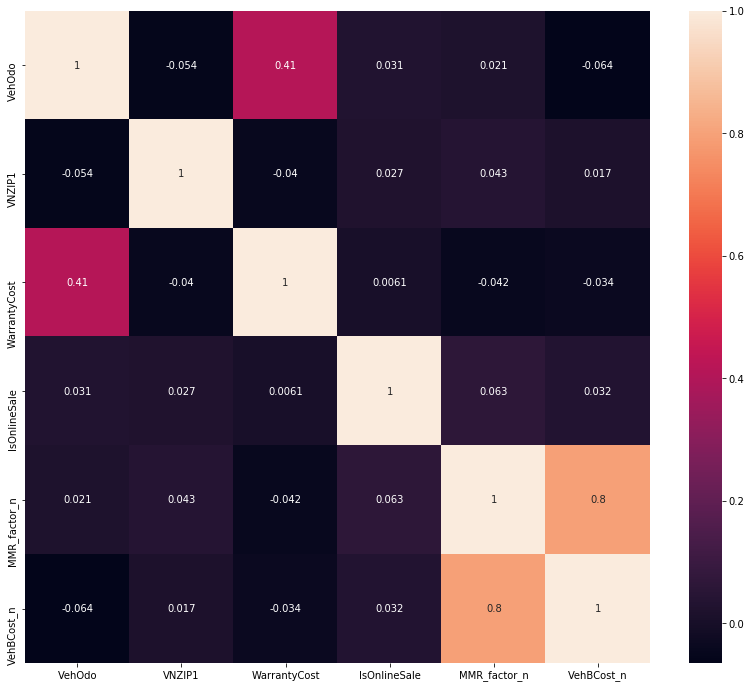 VehOdo 1 -0.054 0.41 0.031 0.021 -0.064
VNZIP1 -0.054 1 -0.04 0.027 0.043 0.017
WarrantyCost 0.41 -0.04 1 0.0061 -0.042 -0.034
IsOnlineSale 0.031 0.027 0.0061 1 0.063 0.032
MMR_factor_n 0.021 0.043 -0.042 0.063 1 0.8
VehBCost_n -0.064 0.017 -0.034 0.032 0.8 1
VehOdo VNZIP1 WarrantyCost IsOnlineSale MMR_factor_n VehBCost_n
1.0
0.8
0.6
0.4
0.2
0.0